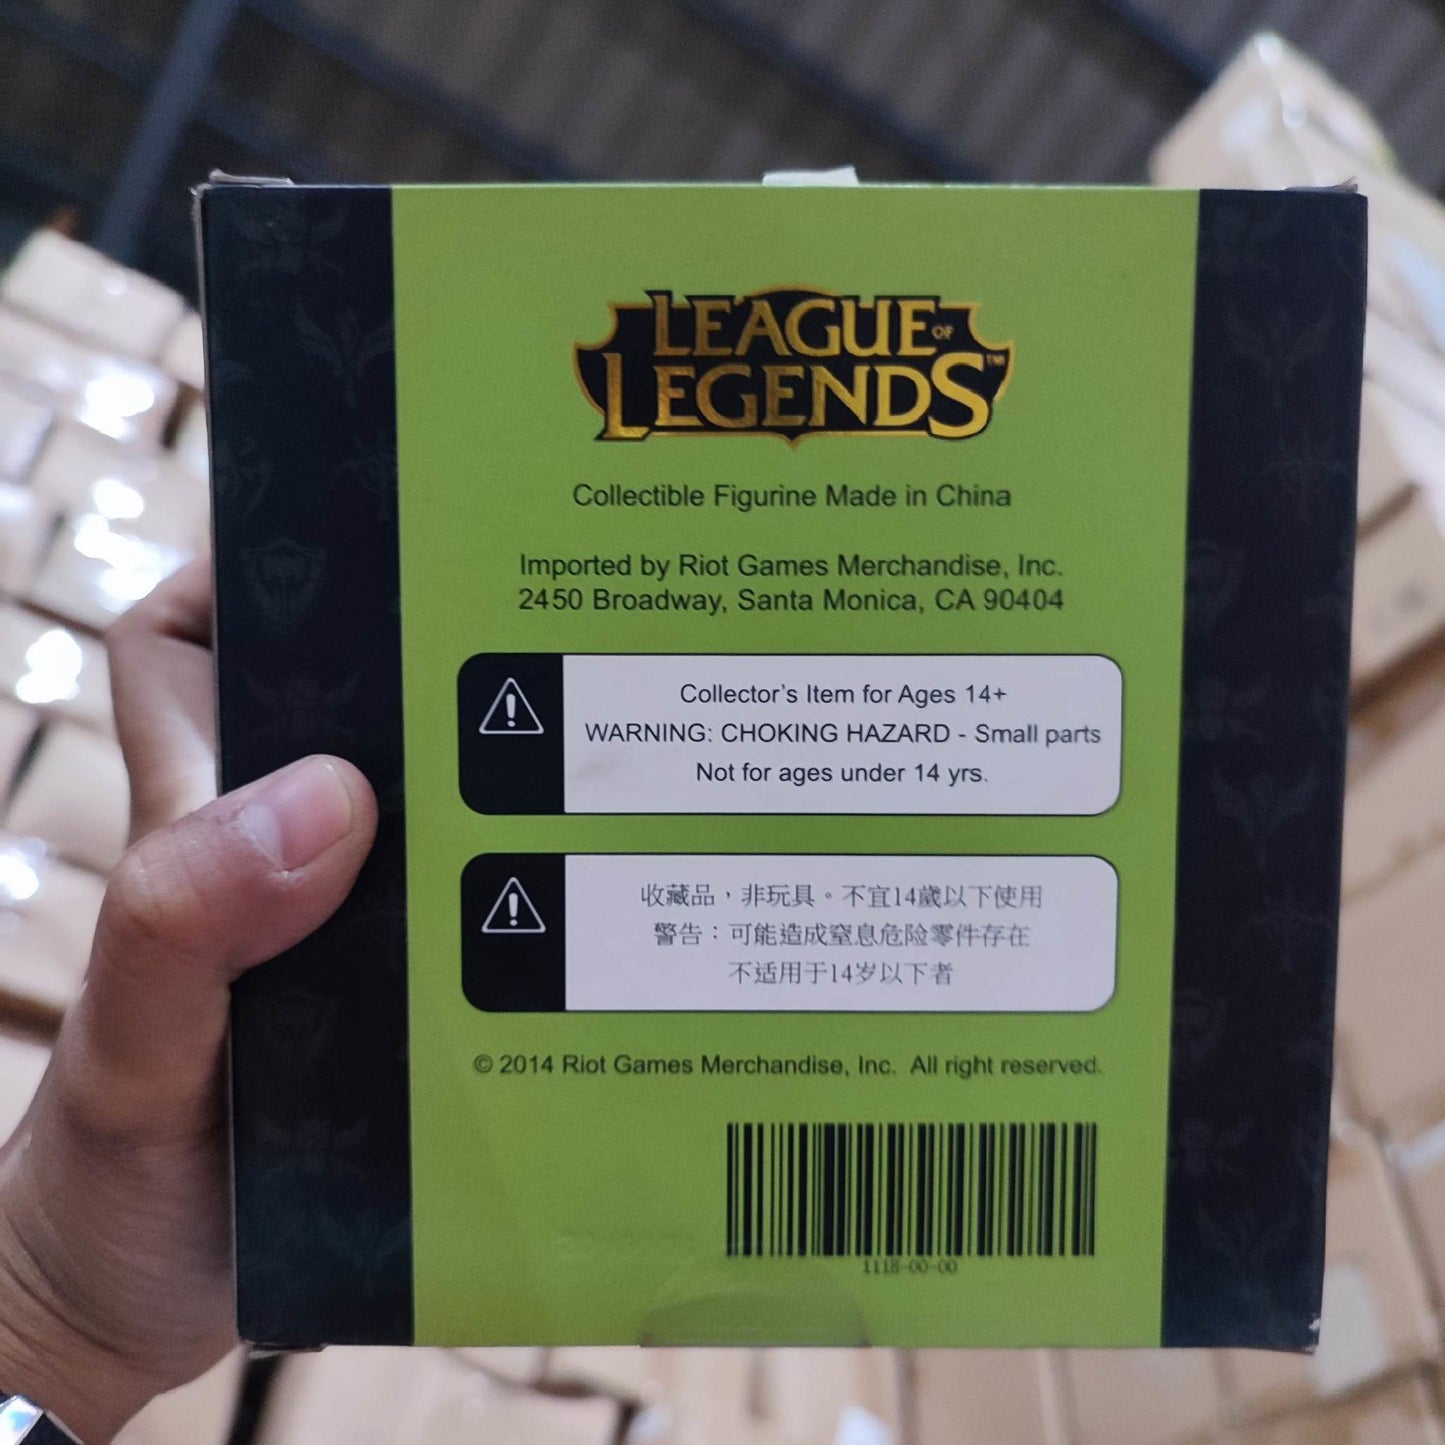 LEAGUE OF
LEGENDS™
Collectible Figurine Made in China
Imported by Riot Games Merchandise, Inc.
2450 Broadway, Santa Monica, CA 90404
Collector's Item for Ages 14+
WARNING: CHOKING HAZARD - Small parts
Not for ages under 14 yrs.
收藏品，非玩具。不宜14歲以下使用
警告：可能造成窒息危险零件存在
不适用于14岁以下者
© 2014 Riot Games Merchandise, Inc. All right reserved.
1118-00-00